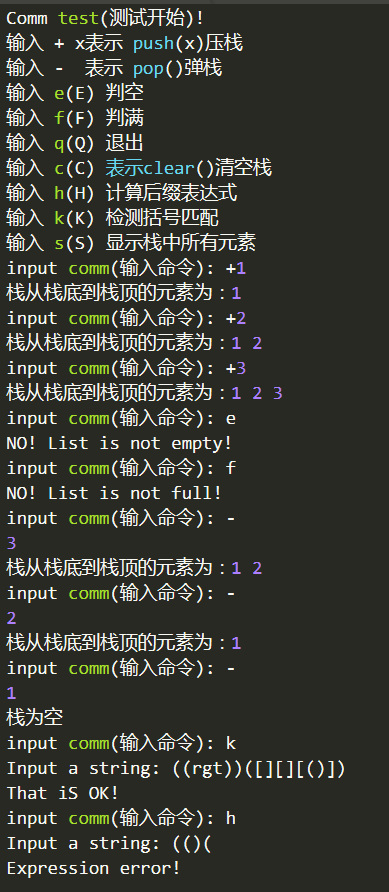 Comm test(测试开始)!
输入 + x表示 push(x)压栈
输入 -  表示 pop()弹栈
输入 e(E) 判空
输入 f(F) 判满
输入 q(Q) 退出
输入 c(C) 表示clear()清空栈
输入 h(H) 计算后缀表达式
输入 k(K) 检测括号匹配
输入 s(S) 显示栈中所有元素
input comm(输入命令): +1
栈从栈底到栈顶的元素为：1
input comm(输入命令): +2
栈从栈底到栈顶的元素为：1 2
input comm(输入命令): +3
栈从栈底到栈顶的元素为：1 2 3
input comm(输入命令): e
NO! List is not empty!
input comm(输入命令): f
NO! List is not full!
input comm(输入命令): -
3
栈从栈底到栈顶的元素为：1 2
input comm(输入命令): -
2
栈从栈底到栈顶的元素为：1
input comm(输入命令): -
1
栈为空
input comm(输入命令): k
Input a string: ((rgt))([][][()])
That iS OK!
input comm(输入命令): h
Input a string: (()(
Expression error!